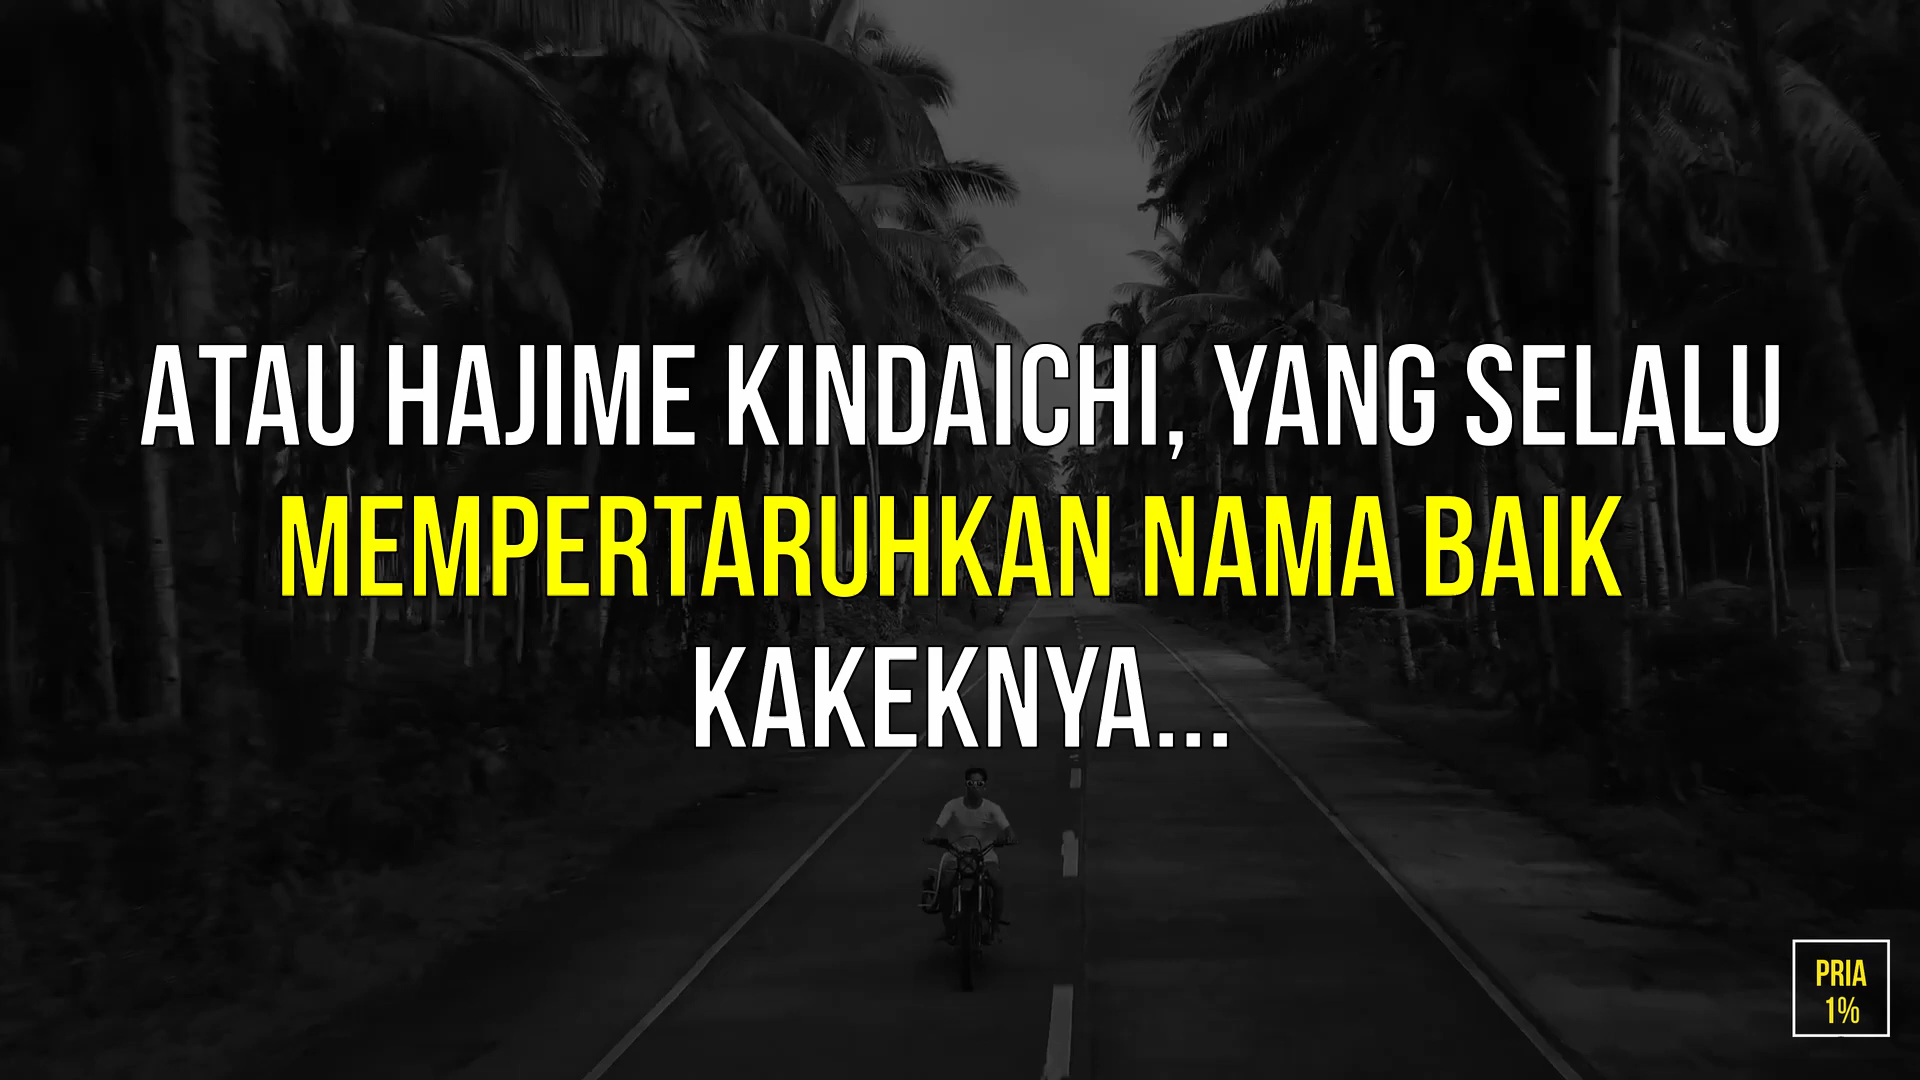 ATAU HAJIME KINDAICHI, YANG SELALU
MEMPERTARUHKAN NAMA BAIK
KAKEKNYA...
PRIA
1%